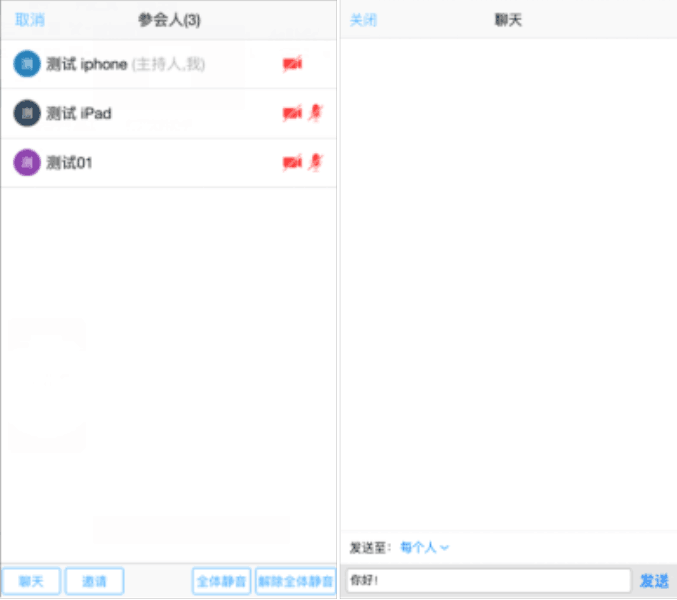 取消 参会人(3)
测 测试 iphone (主持人,我)
测 测试 iPad
测 测试01
聊天 邀请 全体静音 解除全体静音
关闭 聊天
发送至: 每个人
你好! 发送